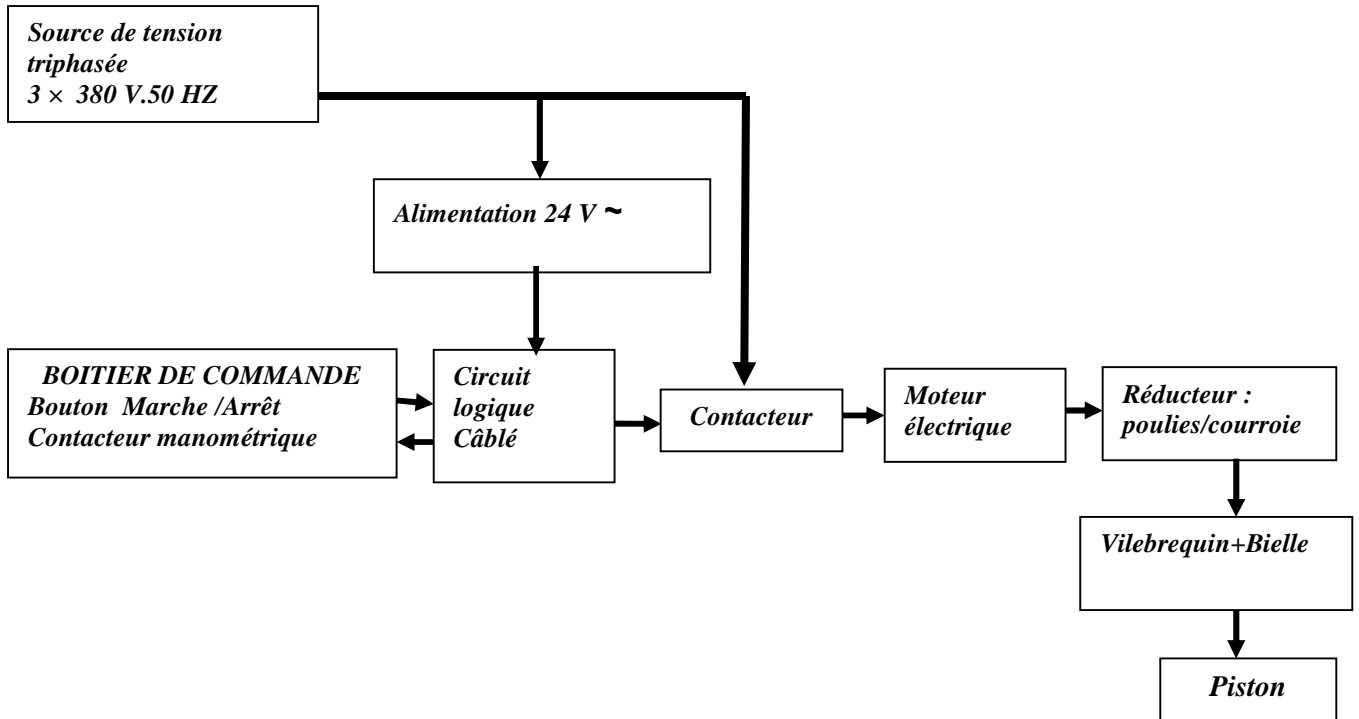 Source de tension
triphasée
3 × 380 V.50 HZ
Alimentation 24 V ~
BOITIER DE COMMANDE
Bouton Marche /Arrêt
Contacteur manométrique
Circuit
logique
Câblé
Contacteur
Moteur
électrique
Réducteur :
poulies/courroie
Vilebrequin+Bielle
Piston